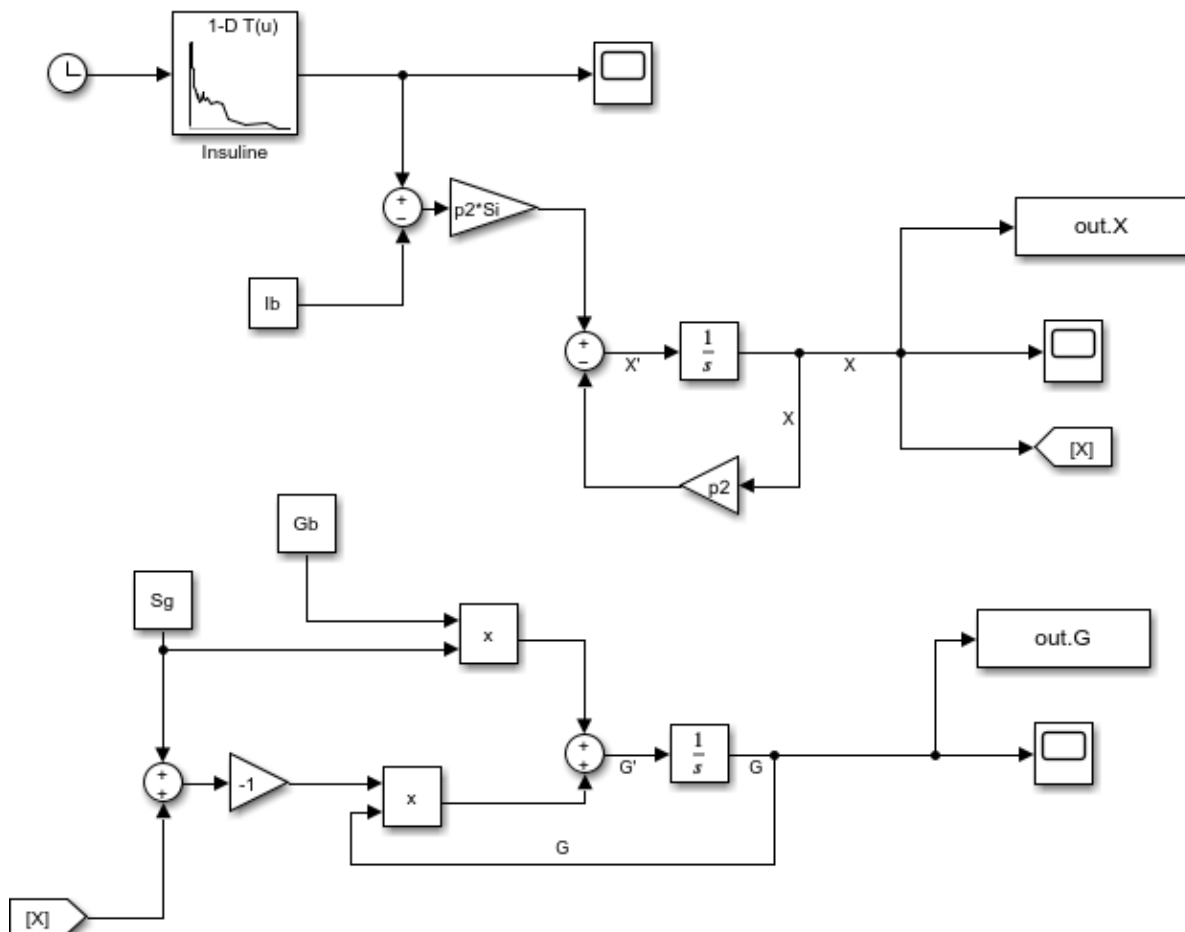 1-D T(u)
Insuline
+
−
p2*Si
out.X
Ib
+
−
X'
1
s
X
X
[X]
p2
Gb
Sg
x
out.G
+
+
G'
1
s
G
+
+
-1
x
G
[X]